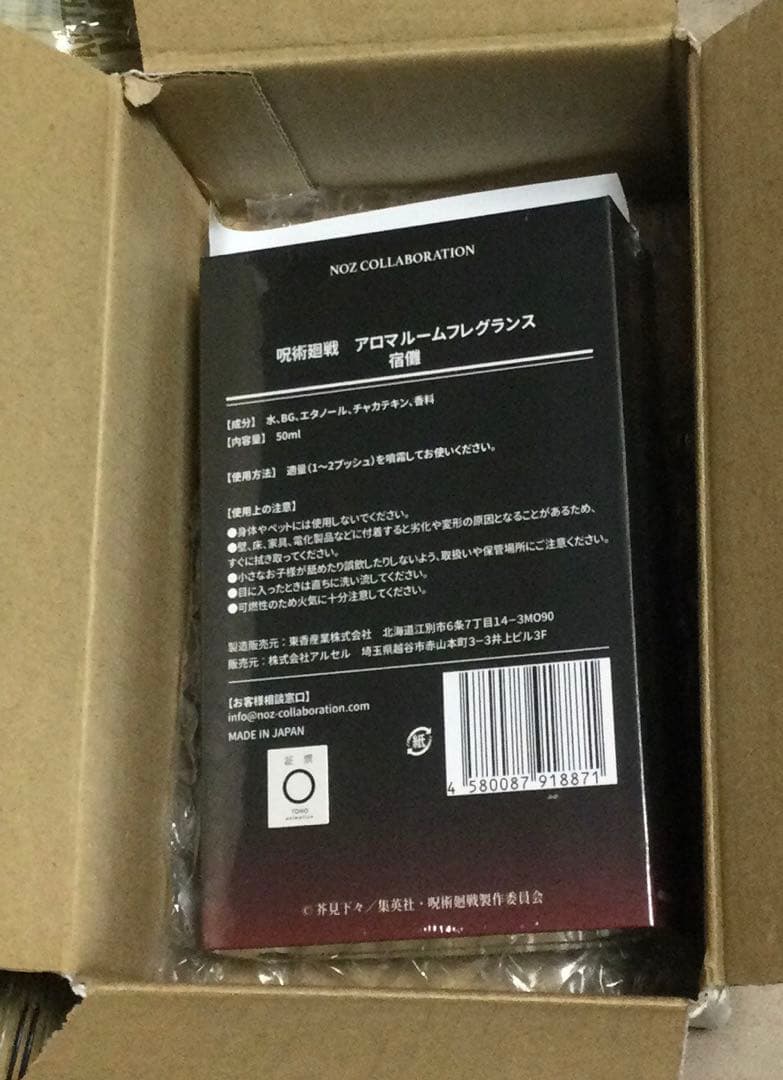 NOZ COLLABORATION
呪術廻戦　アロマルームフレグランス
宿儺
【成分】　水、BG、エタノール、チャカテキン、香料
【内容量】　50ml
【使用方法】　適量（1〜2プッシュ）を噴霧してお使いください。
【使用上の注意】
●身体やペットには使用しないでください。
●壁、床、家具、電化製品などに付着すると劣化や変形の原因となることがあるため、
すぐに拭き取ってください。
●小さなお子様が舐めたり誤飲したりしないよう、取扱いや保管場所にご注意ください。
●目に入ったときは直ちに洗い流してください。
●可燃性のため火気に十分注意してください。
製造販売元：東香産業株式会社　北海道江別市6条7丁目14−3MO90
販売元：株式会社アルセル　埼玉県越谷市赤山本町3−3井上ビル3F
【お客様相談窓口】
info@noz-collaboration.com
MADE IN JAPAN
紙
4 580087 918871
証 票
TOHO
animation
©芥見下々／集英社・呪術廻戦製作委員会